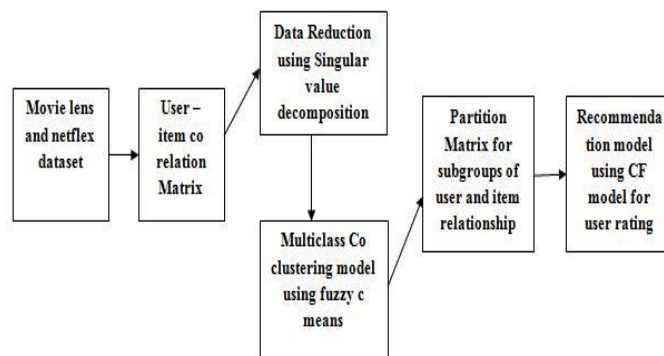 Movie lens
and netflex
dataset
User –
item co
relation
Matrix
Data Reduction
using Singular
value
decomposition
Multiclass Co
clustering model
using fuzzy c
means
Partition
Matrix for
subgroups of
user and item
relationship
Recommenda
tion model
using CF
model for
user rating